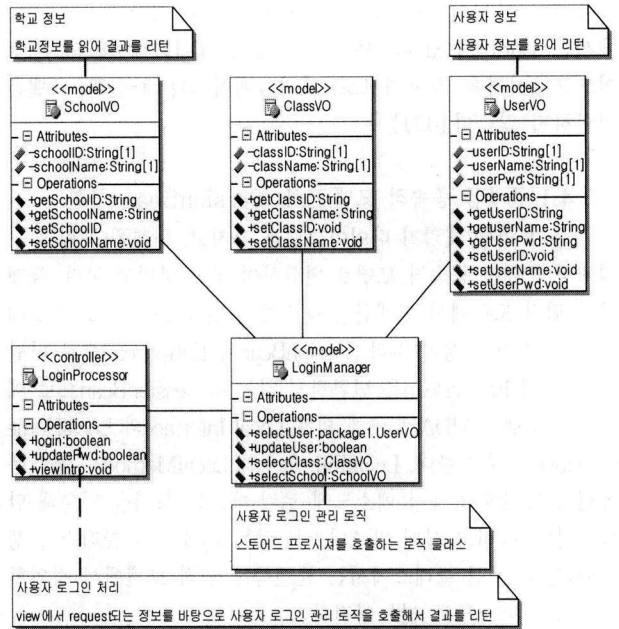 학교 정보
학교정보를 읽어 결과를 리턴
사용자 정보
사용자 정보를 읽어 리턴
<<model>>
SchoolVO
Attributes
-schoolID:String[1]
-schoolName:String[1]
Operations
+getSchoolID:String
+getSchoolName:String
+setSchoolID
+setSchoolName:void
<<model>>
ClassVO
Attributes
-classID:String[1]
-className:String[1]
Operations
+getClassID:String
+getClassName:String
+setClassID:void
+setClassName:void
<<model>>
UserVO
Attributes
-userID:String[1]
-userName:String[1]
-userPwd:String[1]
Operations
+getUserID:String
+getuserName:String
+getUserPwd:String
+setUserID:void
+setUserName:void
+setUserPwd:void
<<controller>>
LoginProcessor
Attributes
Operations
+login:boolean
+updatePwd:boolean
+viewIntro:void
<<model>>
LoginManager
Attributes
Operations
+selectUser:package1.UserVO
+updateUser:boolean
+selectClass:ClassVO
+selectSchool:SchoolVO
사용자 로그인 관리 로직
스토어드 프로시져를 호출하는 로직 클래스
사용자 로그인 처리
view에서 request되는 정보를 바탕으로 사용자 로그인 관리 로직을 호출해서 결과를 리턴